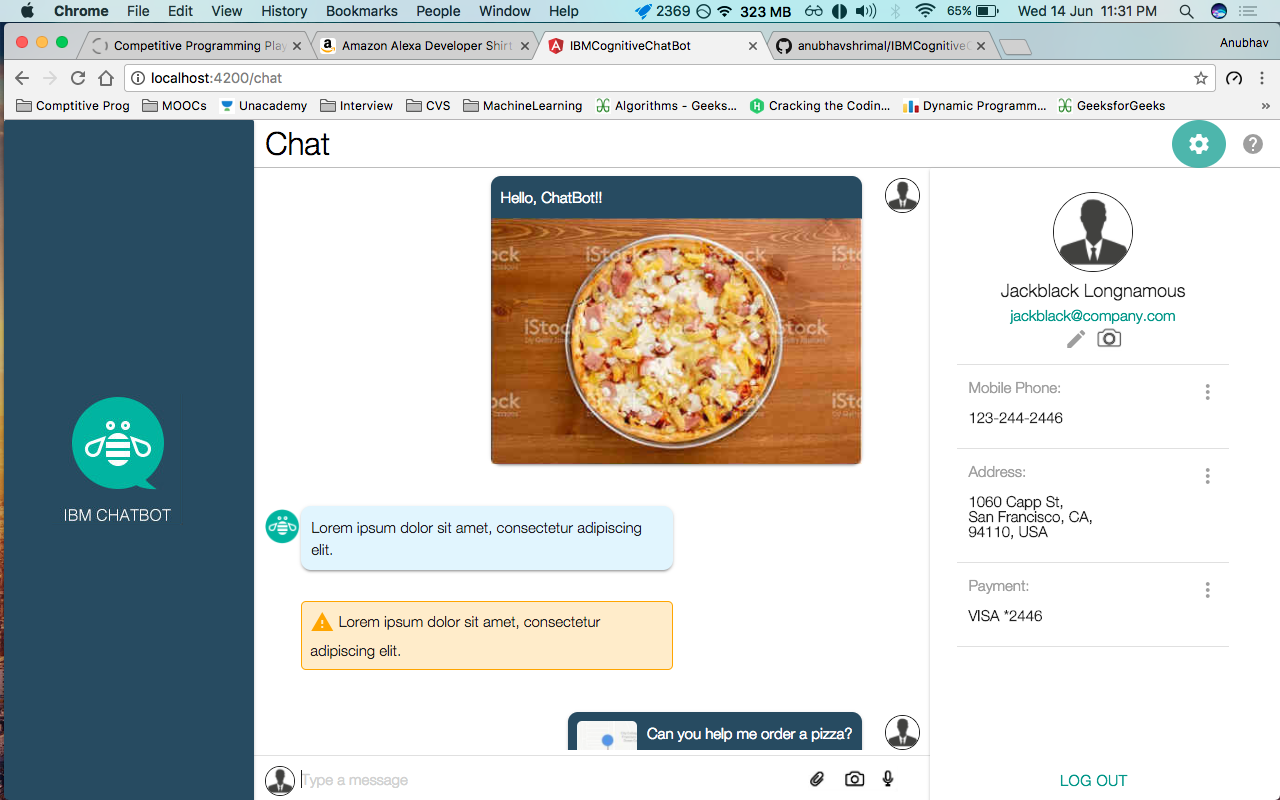 Chrome File Edit View History Bookmarks People Window Help 2369 323 MB 65% Wed 14 Jun 11:31 PM
Competitive Programming Play
Amazon Alexa Developer Shirt
IBMCognitiveChatBot
anubhavshrimal/IBMCognitiveC
Anubhav
localhost:4200/chat
Comptitive Prog MOOCs Unacademy Interview CVS MachineLearning Algorithms - Geeks... Cracking the Codin... Dynamic Programm... GeeksforGeeks »
IBM CHATBOT
Chat
Hello, ChatBot!!
iStock
iStock
by Getty Images
Lorem ipsum dolor sit amet, consectetur adipiscing
elit.
Lorem ipsum dolor sit amet, consectetur
adipiscing elit.
Can you help me order a pizza?
Type a message
Jackblack Longnamous
jackblack@company.com
Mobile Phone:
123-244-2446
Address:
1060 Capp St,
San Francisco, CA,
94110, USA
Payment:
VISA *2446
LOG OUT